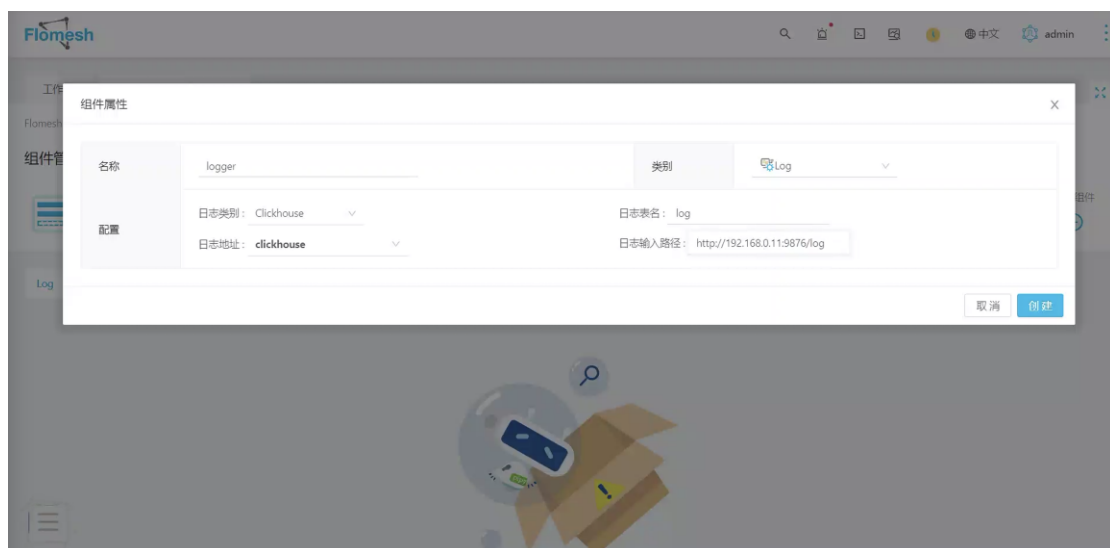 Flomesh
中文
admin
工作
组件属性
X
Flomesh
组件管
名称
logger
类别
Log
组件
配置
日志类别： Clickhouse
日志表名： log
日志地址： clickhouse
日志输入路径： http://192.168.0.11:9876/log
Log
取消
创建